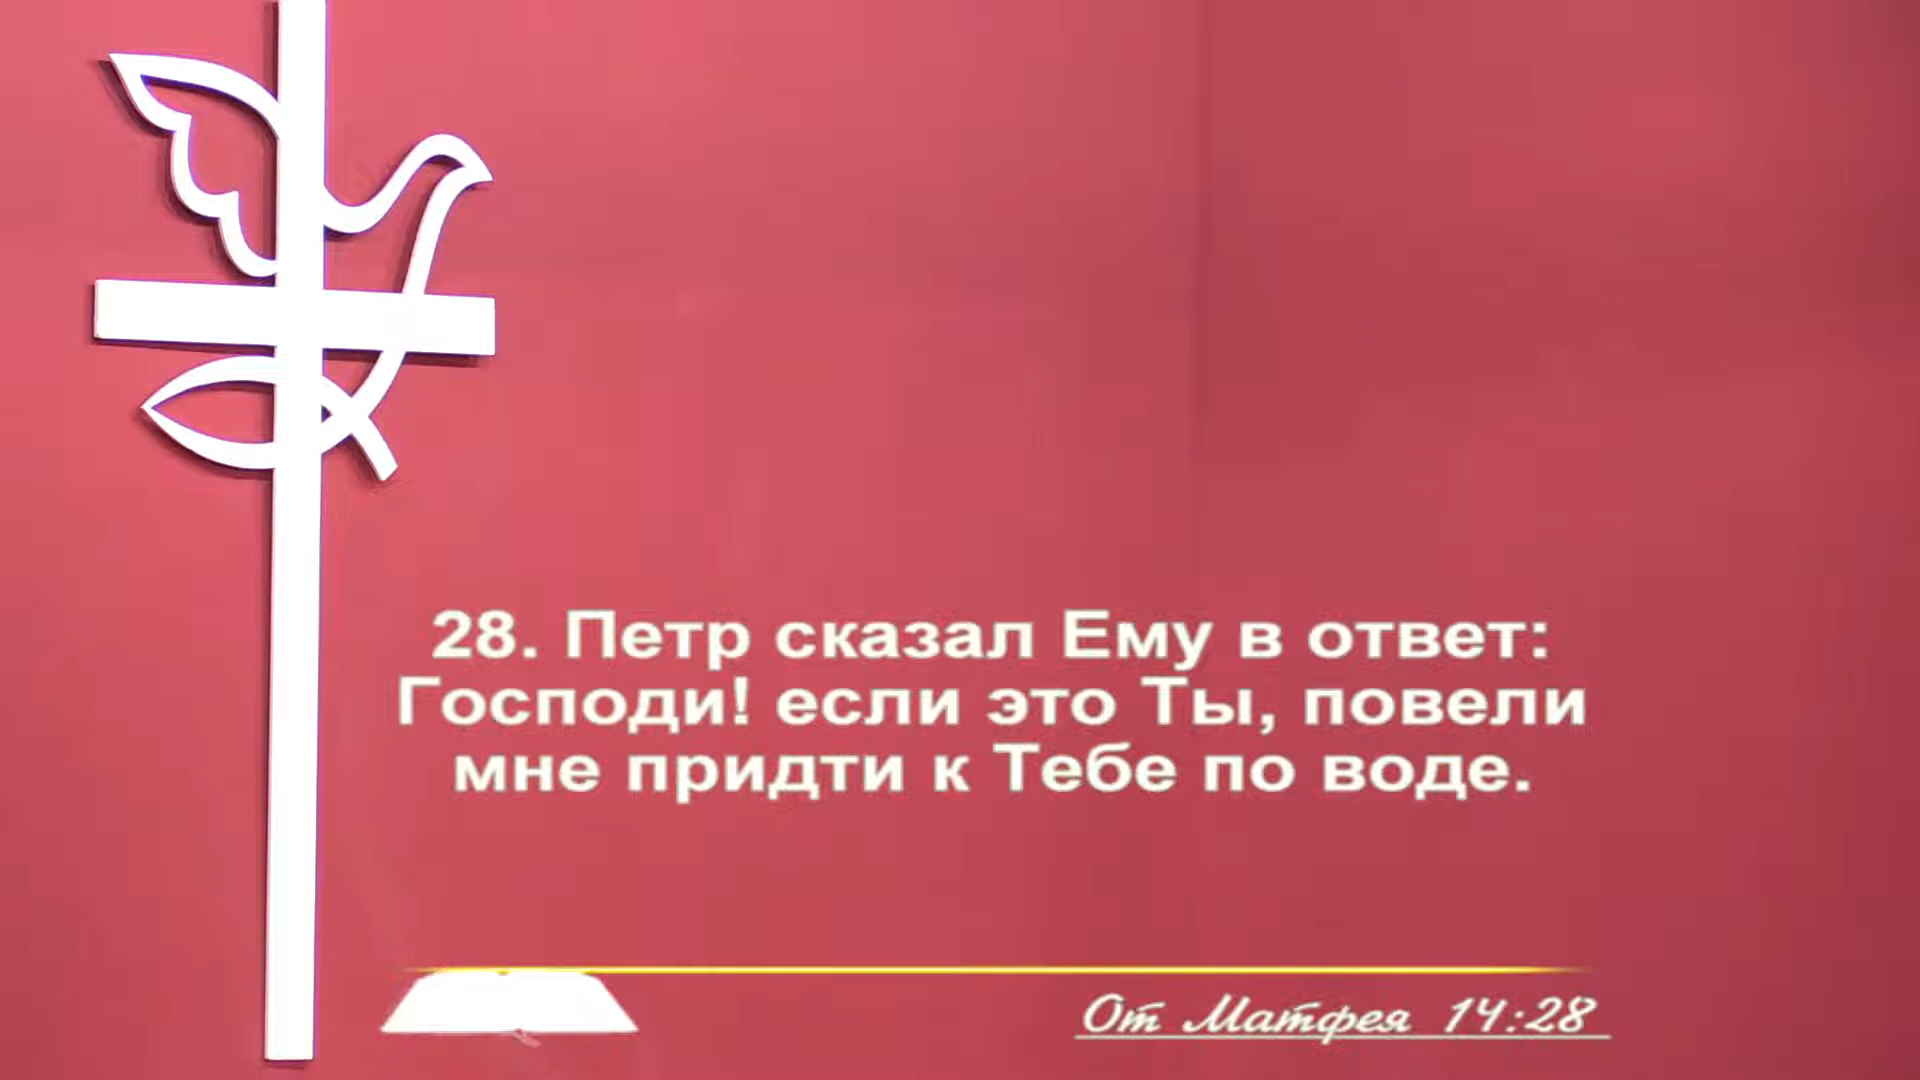 28. Петр сказал Ему в ответ:
Господи! если это Ты, повели
мне придти к Тебе по воде.
От Матфея 14:28